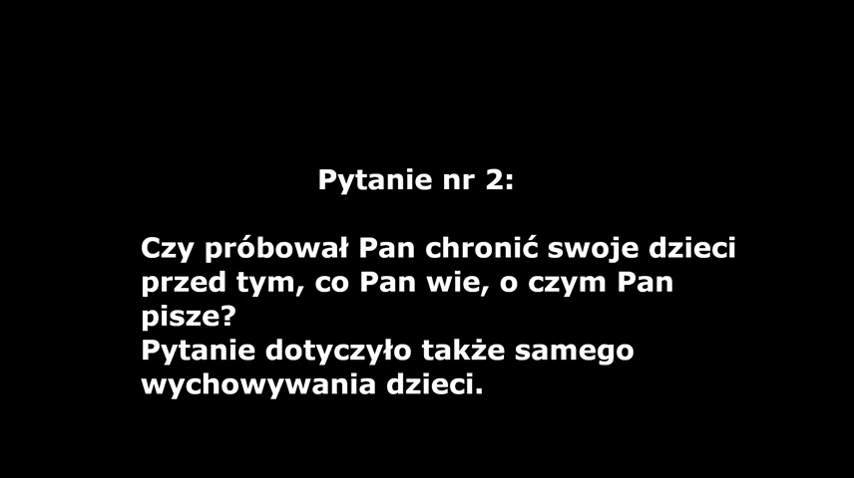 Pytanie nr 2:
Czy próbował Pan chronić swoje dzieci
przed tym, co Pan wie, o czym Pan
pisze?
Pytanie dotyczyło także samego
wychowywania dzieci.